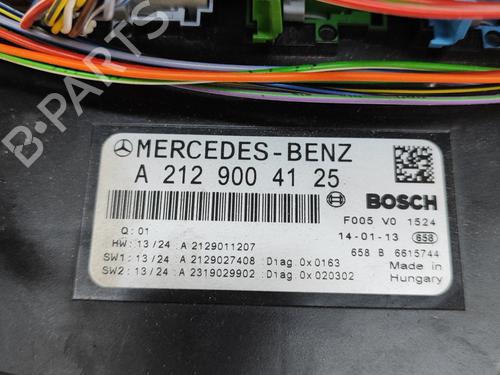 B-PARTS
MERCEDES-BENZ
A 212 900 41 25
BOSCH
Q: 01
F005 V0 1524
HW: 13/24 :A 2129011207
14-01-13 658
SW1: 13/24 :A 2129027408 :Diag 0x0163
658 B 6615744
SW2: 13/24 :A 2319029902 :Diag 0x020302
Made in
Hungary